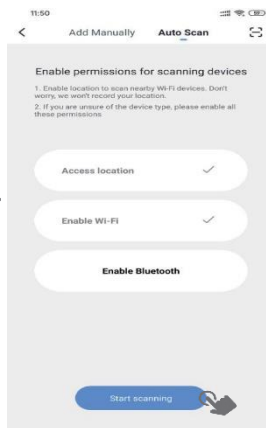 11:50
Add Manually Auto Scan
Enable permissions for scanning devices
1. Enable location to scan nearby Wi-Fi devices. Don't
worry, we won't record your location.
2. If you are unsure of the device type, please enable all
these permissions
Access location
Enable Wi-Fi
Enable Bluetooth
Start scanning